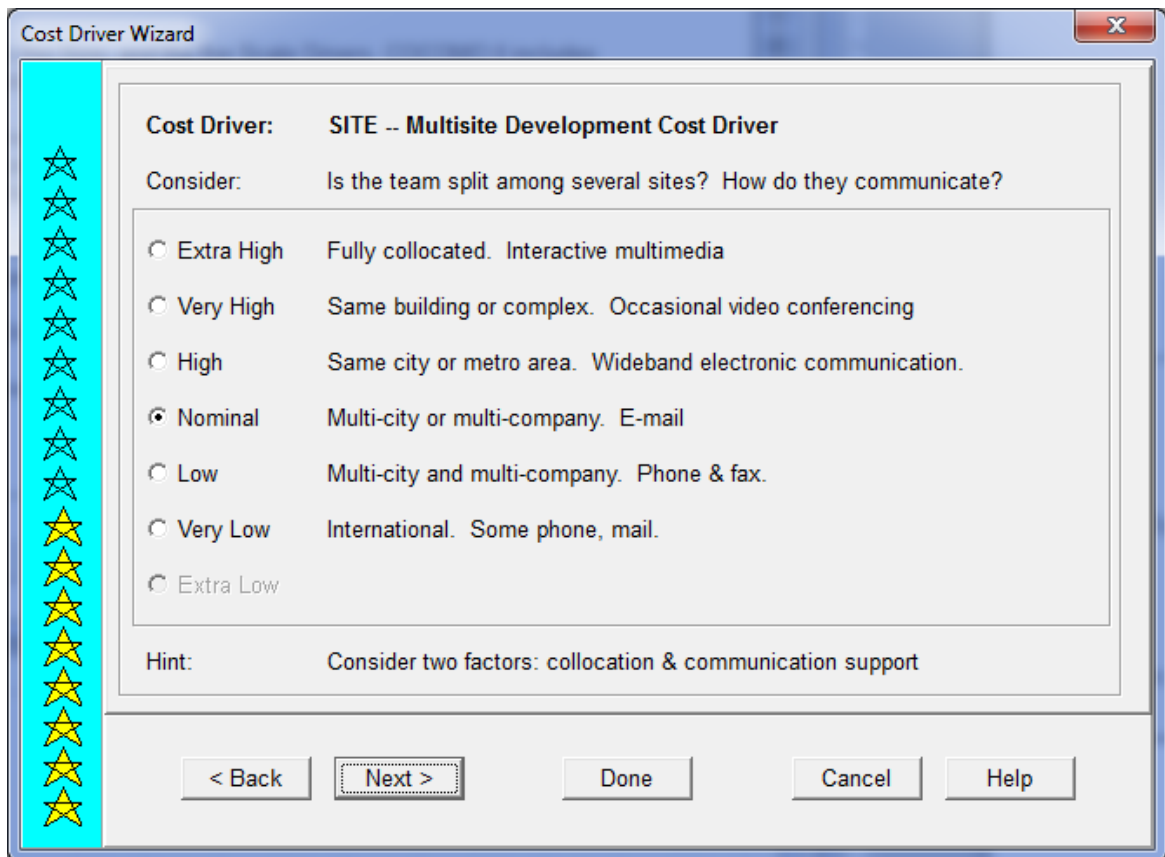 Cost Driver Wizard
Cost Driver: SITE -- Multisite Development Cost Driver
Consider: Is the team split among several sites? How do they communicate?
Extra High Fully collocated. Interactive multimedia
Very High Same building or complex. Occasional video conferencing
High Same city or metro area. Wideband electronic communication.
Nominal Multi-city or multi-company. E-mail
Low Multi-city and multi-company. Phone & fax.
Very Low International. Some phone, mail.
Extra Low
Hint: Consider two factors: collocation & communication support
< Back Next > Done Cancel Help